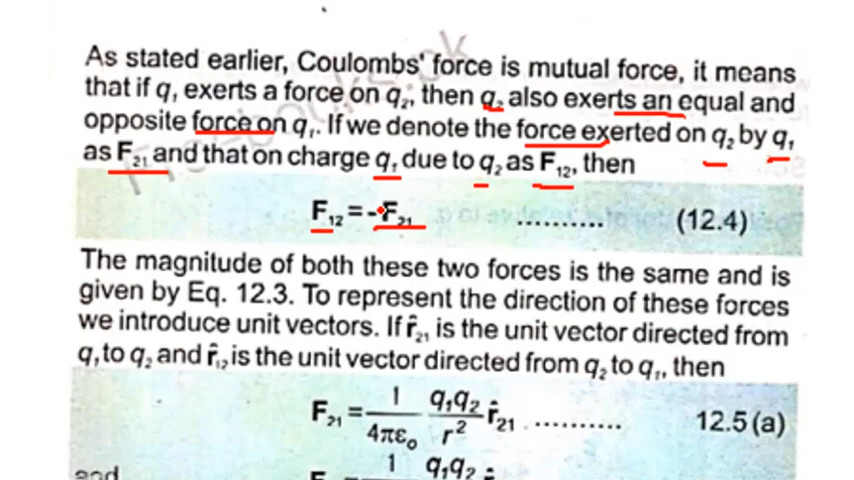 As stated earlier, Coulombs' force is mutual force, it means
that if q₁ exerts a force on q₂, then q₂ also exerts an equal and
opposite force on q₁. If we denote the force exerted on q₂ by q₁
as F₂₁ and that on charge q₁ due to q₂ as F₁₂, then
F₁₂ = -F₂₁ .......... (12.4)
The magnitude of both these two forces is the same and is
given by Eq. 12.3. To represent the direction of these forces
we introduce unit vectors. If r̂₂₁ is the unit vector directed from
q₁ to q₂ and r̂₁₂ is the unit vector directed from q₂ to q₁, then
F₂₁ = 1/4πε₀ q₁q₂/r² r̂₂₁ .......... 12.5 (a)
and 1 q₁q₂